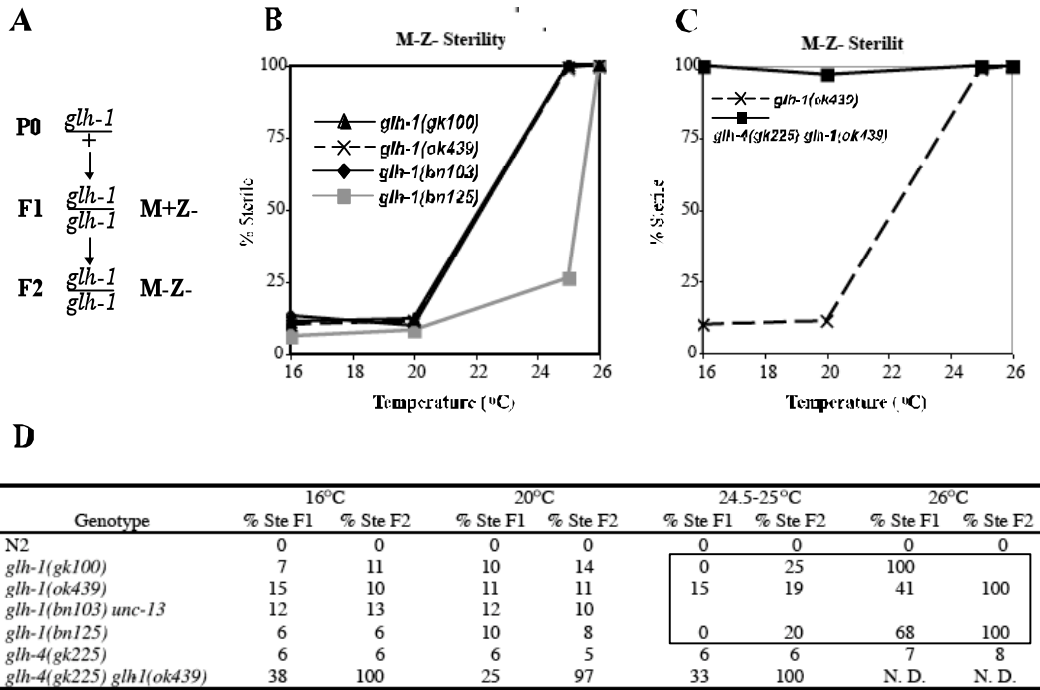 A
P0 glh-1
+
F1 glh-1
glh-1 M+Z-
F2 glh-1
glh-1 M-Z-
B
M-Z- Sterility
100
75
50
25
0
% Sterile
glh-1(gk100)
glh-1(ok439)
glh-1(bn103)
glh-1(bn125)
16 18 20 22 24 26
Temperature (ºC)
C
M-Z- Sterilit
100
75
50
25
0
% Sterile
glh-1(ok439)
glh-4(gk225) glh-1(ok439)
16 18 20 22 24 26
Temperature (ºC)
D
16°C 20°C 24.5-25°C 26°C
Genotype % Ste F1 % Ste F2 % Ste F1 % Ste F2 % Ste F1 % Ste F2 % Ste F1 % Ste F2
N2 0 0 0 0 0 0 0 0
glh-1(gk100) 7 11 10 14 0 25 100
glh-1(ok439) 15 10 11 11 15 19 41 100
glh-1(bn103) unc-13 12 13 12 10
glh-1(bn125) 6 6 10 8 0 20 68 100
glh-4(gk225) 6 6 6 5 6 6 7 8
glh-4(gk225) glh1(ok439) 38 100 25 97 33 100 N. D. N. D.